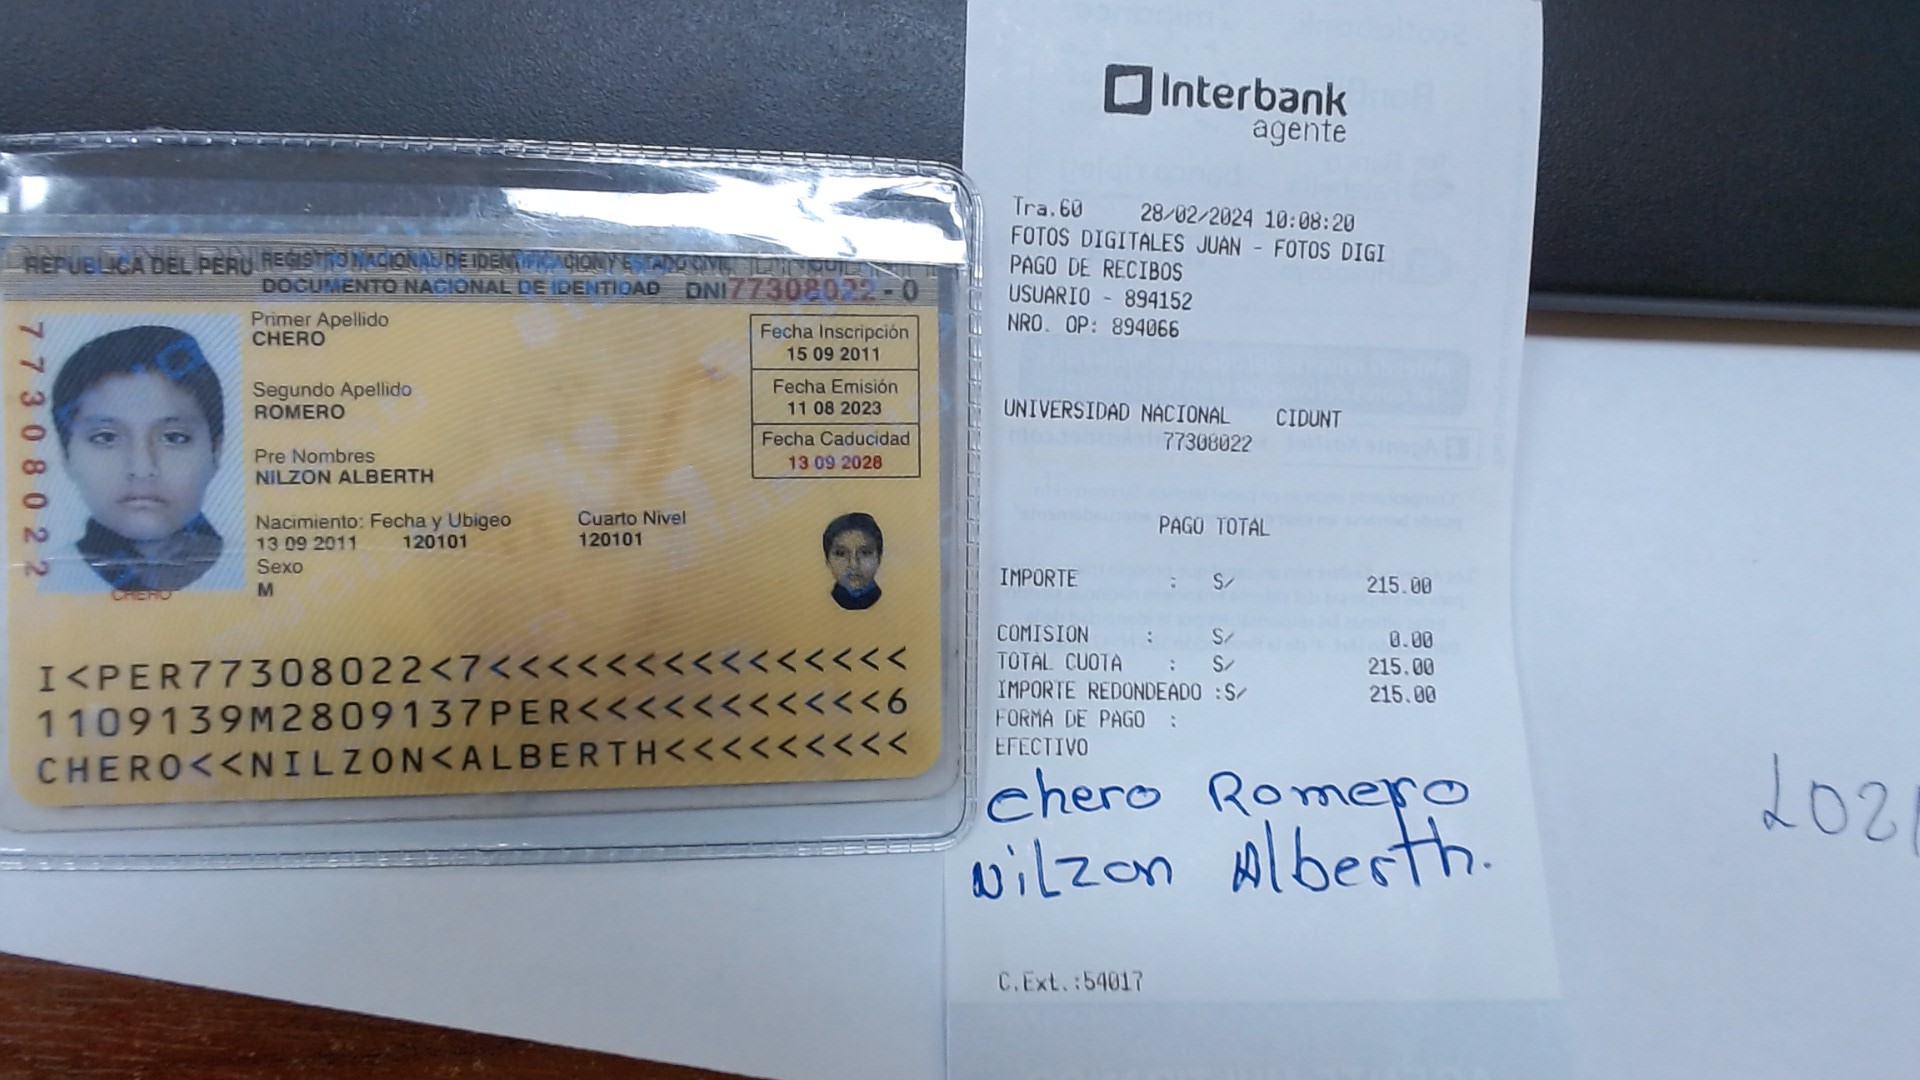 REPUBLICA DEL PERU REGISTRO NACIONAL DE IDENTIFICACION Y ESTADO CIVIL
DOCUMENTO NACIONAL DE IDENTIDAD DNI 77308022 - 0
77308022
Primer Apellido
CHERO
Segundo Apellido
ROMERO
Pre Nombres
NILZON ALBERTH
Nacimiento: Fecha y Ubigeo
13 09 2011 120101
Cuarto Nivel
120101
Sexo
M
Fecha Inscripción
15 09 2011
Fecha Emisión
11 08 2023
Fecha Caducidad
13 09 2028
CHERO
I<PER77308022<7<<<<<<<<<<<<<<<
1109139M2809137PER<<<<<<<<<<<6
CHERO<<NILZON<ALBERTH<<<<<<<<<
Interbank
agente
Tra.60 28/02/2024 10:08:20
FOTOS DIGITALES JUAN - FOTOS DIGI
PAGO DE RECIBOS
USUARIO - 894152
NRO. OP: 894066
UNIVERSIDAD NACIONAL CIDUNT
77308022
PAGO TOTAL
IMPORTE : S/ 215.00
COMISION : S/ 0.00
TOTAL CUOTA : S/ 215.00
IMPORTE REDONDEADO :S/ 215.00
FORMA DE PAGO :
EFECTIVO
Chero Romero
Nilzon Alberth.
C.Ext.:54017